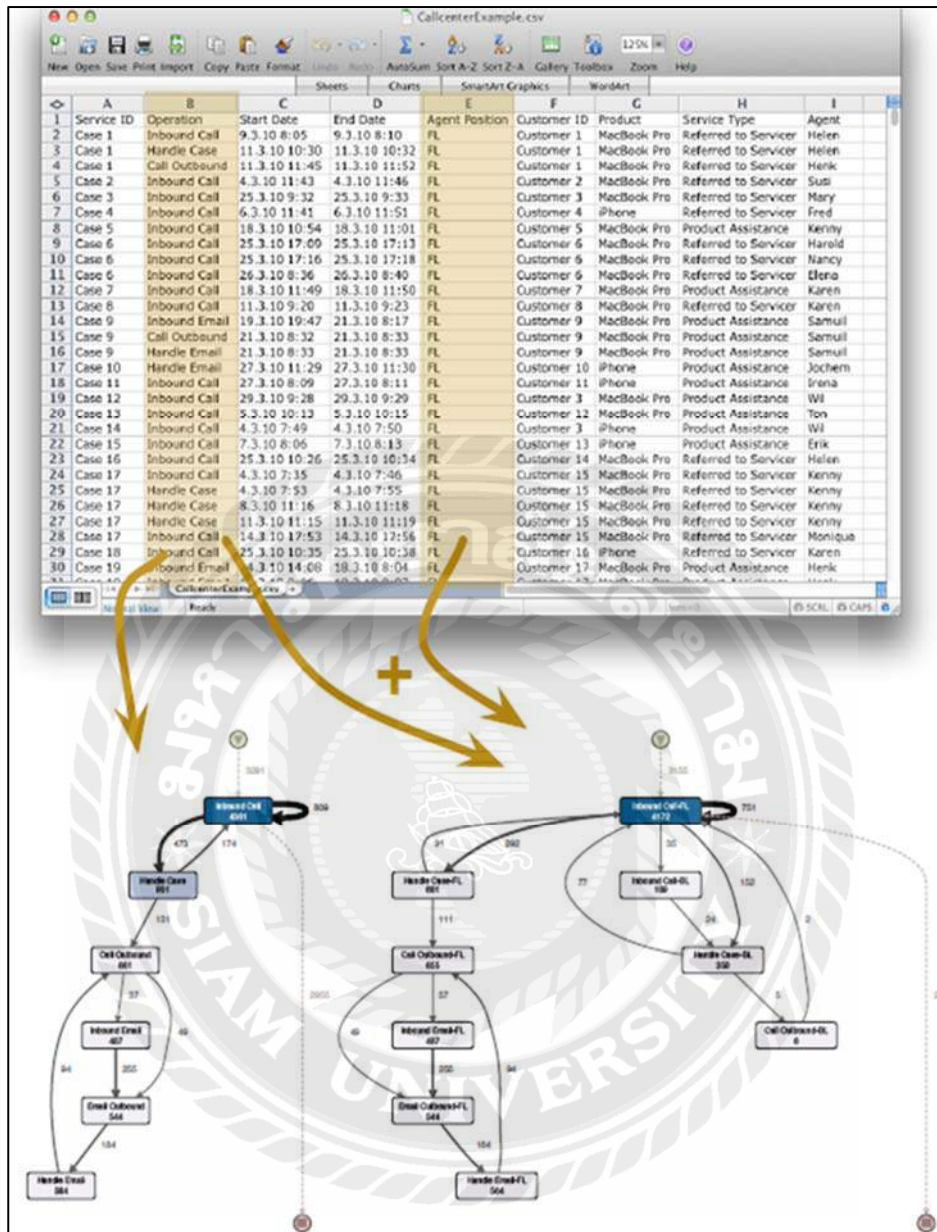 CallcenterExample.csv
New Open Save Print Import Copy Paste Format Undo Redo AutoSum Sort A-Z Sort Z-A Gallery Toolbox Zoom Help
125%
Sheets Charts SmartArt Graphics WordArt
A B C D E F G H I
1 Service ID Operation Start Date End Date Agent Position Customer ID Product Service Type Agent
2 Case 1 Inbound Call 9.3.10 8:05 9.3.10 8:10 FL Customer 1 MacBook Pro Referred to Servicer Helen
3 Case 1 Handle Case 11.3.10 10:30 11.3.10 10:32 FL Customer 1 MacBook Pro Referred to Servicer Helen
4 Case 1 Call Outbound 11.3.10 11:45 11.3.10 11:52 FL Customer 1 MacBook Pro Referred to Servicer Henk
5 Case 2 Inbound Call 4.3.10 11:43 4.3.10 11:46 FL Customer 2 MacBook Pro Referred to Servicer Susi
6 Case 3 Inbound Call 25.3.10 9:32 25.3.10 9:33 FL Customer 3 MacBook Pro Referred to Servicer Mary
7 Case 4 Inbound Call 6.3.10 11:41 6.3.10 11:51 FL Customer 4 iPhone Referred to Servicer Fred
8 Case 5 Inbound Call 18.3.10 10:54 18.3.10 11:01 FL Customer 5 MacBook Pro Product Assistance Kenny
9 Case 6 Inbound Call 25.3.10 17:09 25.3.10 17:13 FL Customer 6 MacBook Pro Referred to Servicer Harold
10 Case 6 Inbound Call 25.3.10 17:16 25.3.10 17:18 FL Customer 6 MacBook Pro Referred to Servicer Nancy
11 Case 6 Inbound Call 26.3.10 8:36 26.3.10 8:40 FL Customer 6 MacBook Pro Referred to Servicer Elena
12 Case 7 Inbound Call 18.3.10 11:49 18.3.10 11:50 FL Customer 7 MacBook Pro Product Assistance Karen
13 Case 8 Inbound Call 11.3.10 9:20 11.3.10 9:23 FL Customer 8 MacBook Pro Referred to Servicer Karen
14 Case 9 Inbound Email 19.3.10 19:47 21.3.10 8:17 FL Customer 9 MacBook Pro Product Assistance Samuil
15 Case 9 Call Outbound 21.3.10 8:32 21.3.10 8:33 FL Customer 9 MacBook Pro Product Assistance Samuil
16 Case 9 Handle Email 21.3.10 8:33 21.3.10 8:33 FL Customer 9 MacBook Pro Product Assistance Samuil
17 Case 10 Handle Email 27.3.10 11:29 27.3.10 11:30 FL Customer 10 iPhone Product Assistance Jochem
18 Case 11 Inbound Call 27.3.10 8:09 27.3.10 8:11 FL Customer 11 iPhone Product Assistance Irena
19 Case 12 Inbound Call 29.3.10 9:28 29.3.10 9:29 FL Customer 3 MacBook Pro Product Assistance Wil
20 Case 13 Inbound Call 5.3.10 10:13 5.3.10 10:15 FL Customer 12 MacBook Pro Product Assistance Ton
21 Case 14 Inbound Call 4.3.10 7:49 4.3.10 7:50 FL Customer 3 iPhone Product Assistance Wil
22 Case 15 Inbound Call 7.3.10 8:06 7.3.10 8:13 FL Customer 13 iPhone Product Assistance Erik
23 Case 16 Inbound Call 25.3.10 10:26 25.3.10 10:34 FL Customer 14 MacBook Pro Referred to Servicer Helen
24 Case 17 Inbound Call 4.3.10 7:35 4.3.10 7:46 FL Customer 15 MacBook Pro Referred to Servicer Kenny
25 Case 17 Handle Case 4.3.10 7:53 4.3.10 7:55 FL Customer 15 MacBook Pro Referred to Servicer Kenny
26 Case 17 Handle Case 8.3.10 11:16 8.3.10 11:18 FL Customer 15 MacBook Pro Referred to Servicer Kenny
27 Case 17 Handle Case 11.3.10 11:15 11.3.10 11:19 FL Customer 15 MacBook Pro Referred to Servicer Kenny
28 Case 17 Inbound Call 14.3.10 17:53 14.3.10 17:56 FL Customer 15 MacBook Pro Referred to Servicer Monique
29 Case 18 Inbound Call 25.3.10 10:35 25.3.10 10:38 FL Customer 16 iPhone Referred to Servicer Karen
30 Case 19 Inbound Email 14.3.10 14:08 18.3.10 8:04 FL Customer 17 MacBook Pro Product Assistance Henk
CallcenterExample.csv
Normal View Ready SCRL CAPS
+
Inbound Call
809
473 174
Handle Case
131
Call Outbound
37 49
Inbound Email
94 255
Email Outbound
544
184
Handle Email
Inbound Call-FL
4172
751
292 35
Handle Case-FL
Inbound Call-BL
77 152
111 24
Call Outbound-FL
655
Handle Case-BL
37 5 2
49
Inbound Email-FL
Call Outbound-BL
255 94
Email Outbound-FL
544
184
Handle Email-FL
SIAM UNIVERSITY